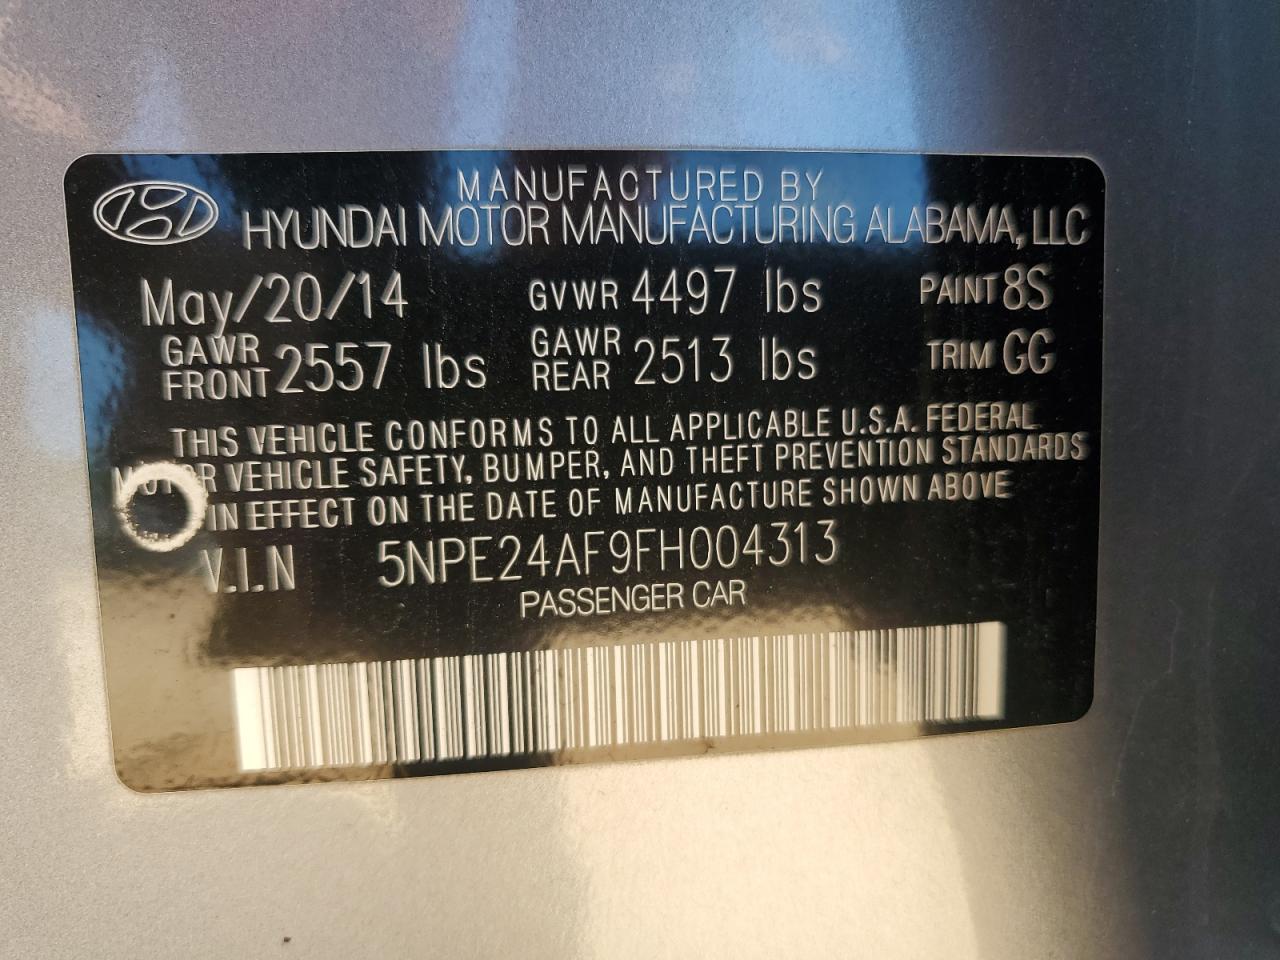 MANUFACTURED BY
HYUNDAI MOTOR MANUFACTURING ALABAMA, LLC
May/20/14 GVWR 4497 lbs PAINT 8S
GAWR FRONT 2557 lbs GAWR REAR 2513 lbs TRIM GG
THIS VEHICLE CONFORMS TO ALL APPLICABLE U.S.A. FEDERAL
MOTOR VEHICLE SAFETY, BUMPER, AND THEFT PREVENTION STANDARDS
IN EFFECT ON THE DATE OF MANUFACTURE SHOWN ABOVE
V.I.N 5NPE24AF9FH004313
PASSENGER CAR